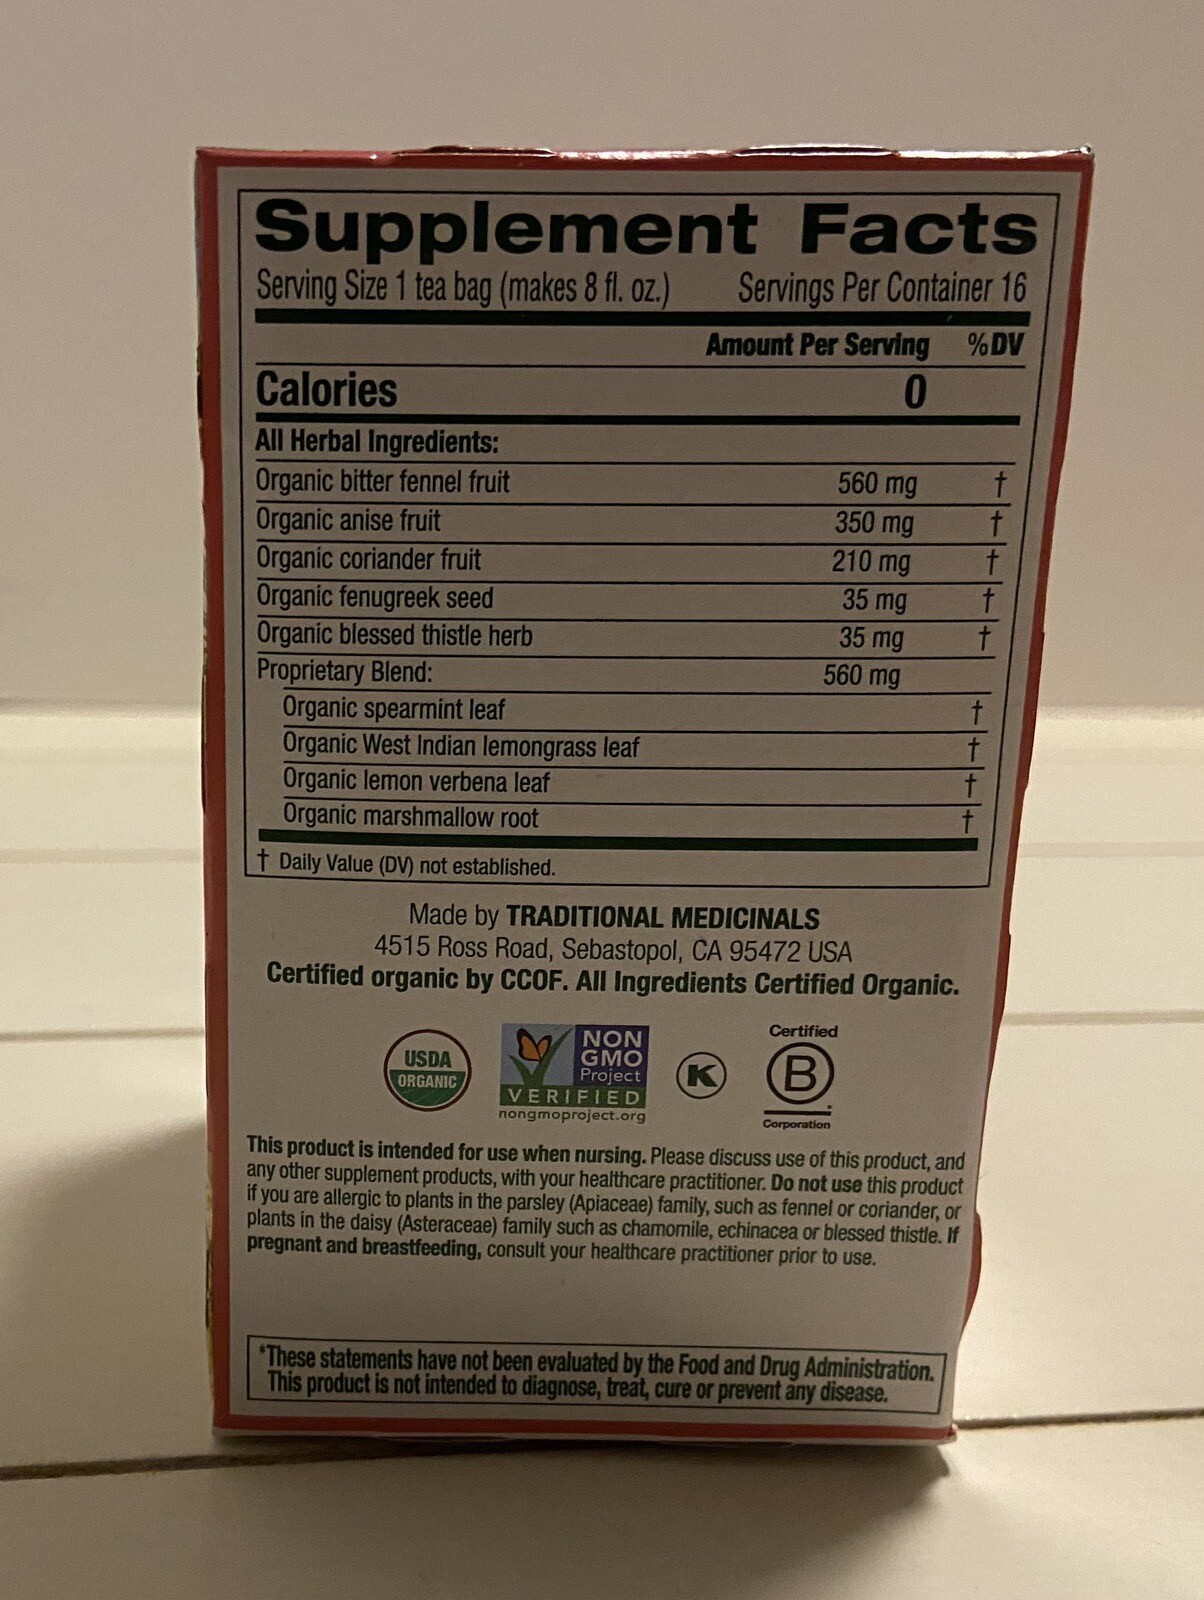 Supplement Facts
Serving Size 1 tea bag (makes 8 fl. oz.) Servings Per Container 16
Amount Per Serving %DV
Calories 0
All Herbal Ingredients:
Organic bitter fennel fruit 560 mg †
Organic anise fruit 350 mg †
Organic coriander fruit 210 mg †
Organic fenugreek seed 35 mg †
Organic blessed thistle herb 35 mg †
Proprietary Blend: 560 mg
Organic spearmint leaf †
Organic West Indian lemongrass leaf †
Organic lemon verbena leaf †
Organic marshmallow root †
† Daily Value (DV) not established.
Made by TRADITIONAL MEDICINALS
4515 Ross Road, Sebastopol, CA 95472 USA
Certified organic by CCOF. All Ingredients Certified Organic.
USDA
ORGANIC
NON
GMO
Project
VERIFIED
nongmoproject.org
K
Certified
B
Corporation
This product is intended for use when nursing. Please discuss use of this product, and
any other supplement products, with your healthcare practitioner. Do not use this product
if you are allergic to plants in the parsley (Apiaceae) family, such as fennel or coriander, or
plants in the daisy (Asteraceae) family such as chamomile, echinacea or blessed thistle. If
pregnant and breastfeeding, consult your healthcare practitioner prior to use.
*These statements have not been evaluated by the Food and Drug Administration.
This product is not intended to diagnose, treat, cure or prevent any disease.